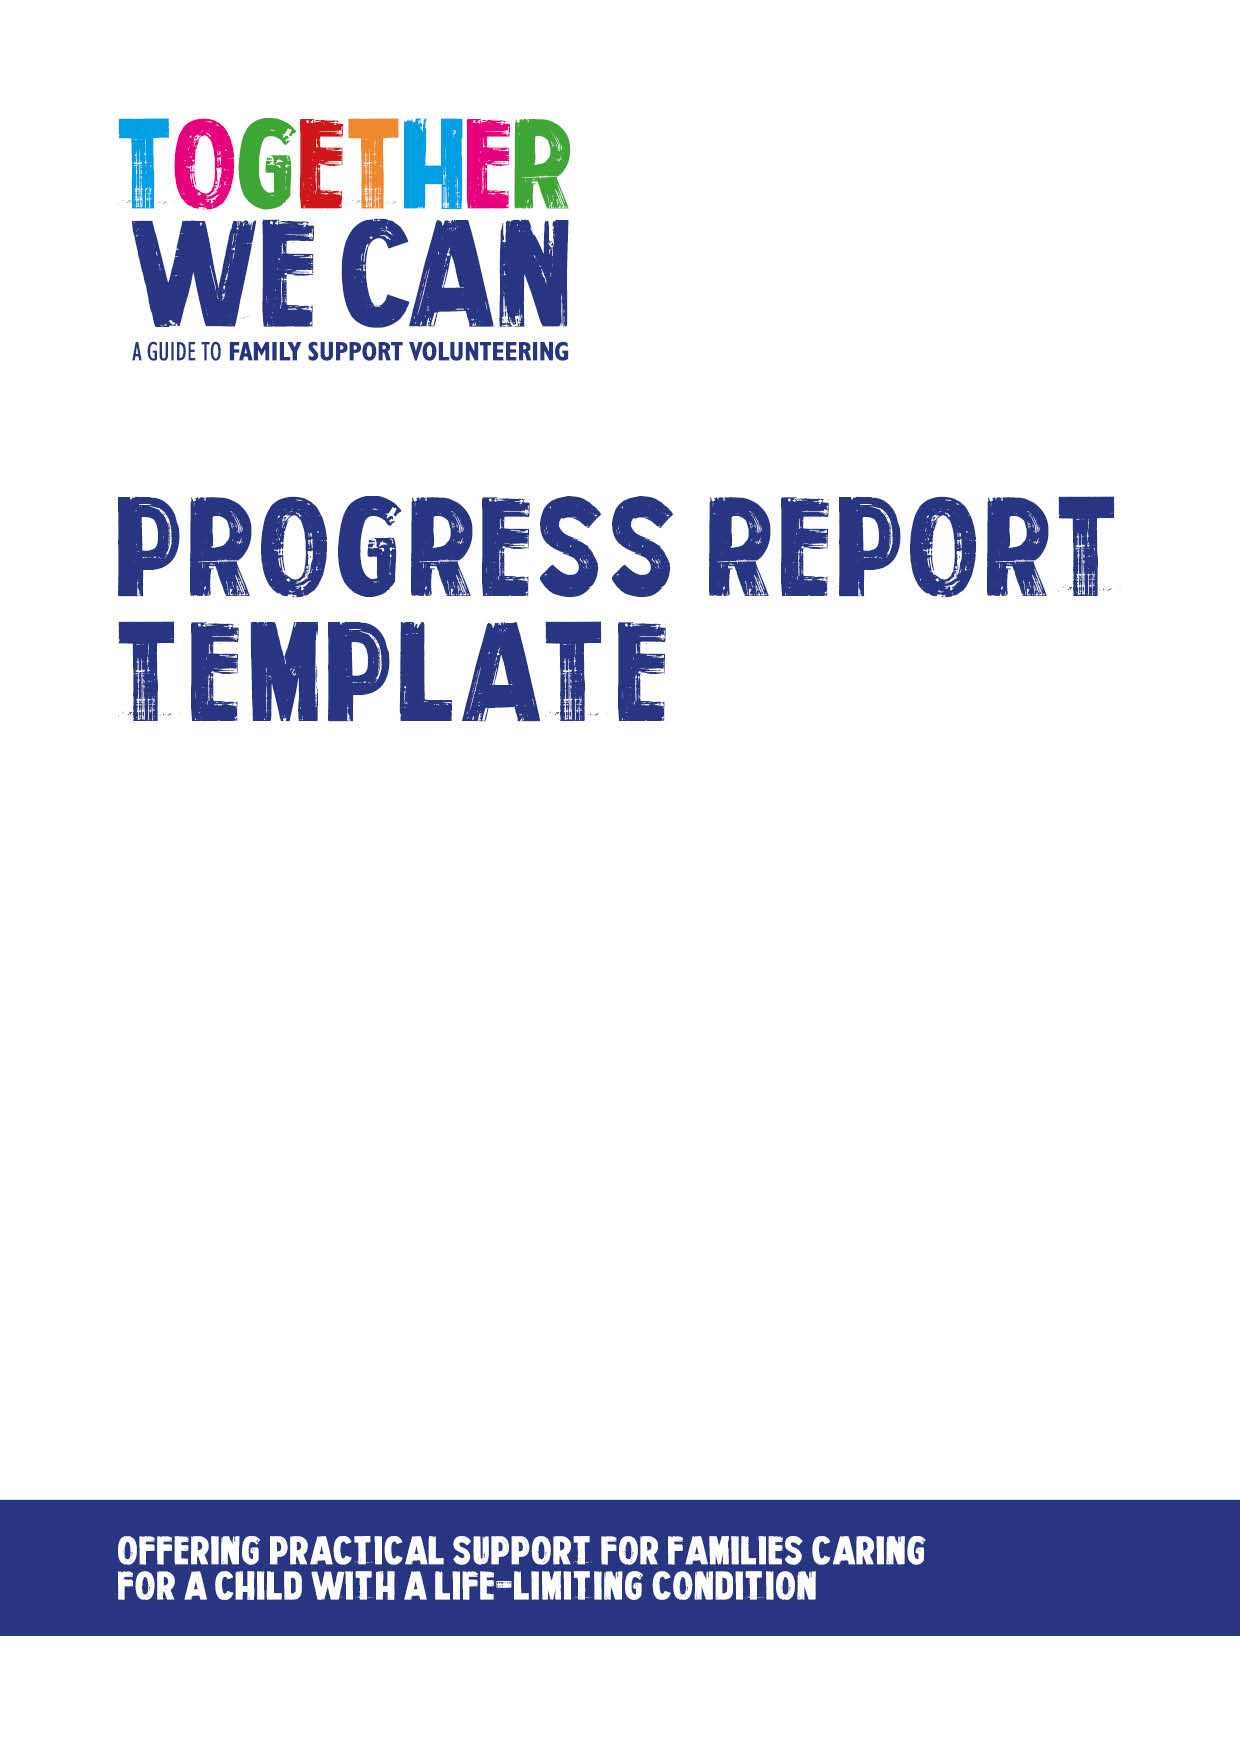 TOGETHER
WE CAN
A GUIDE TO FAMILY SUPPORT VOLUNTEERING
PROGRESS REPORT
TEMPLATE
OFFERING PRACTICAL SUPPORT FOR FAMILIES CARING
FOR A CHILD WITH A LIFE-LIMITING CONDITION